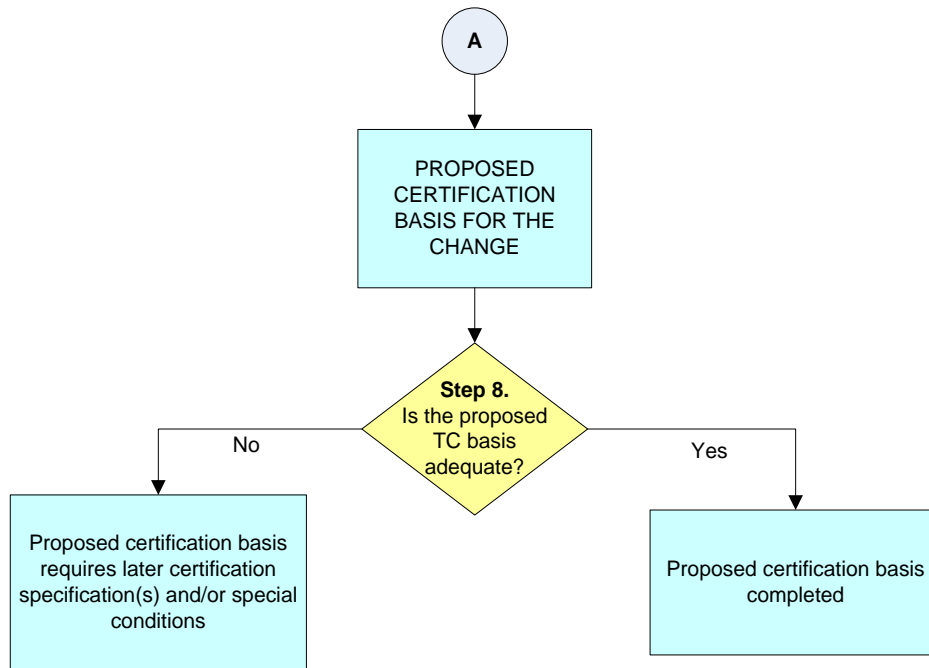 A
PROPOSED
CERTIFICATION
BASIS FOR THE
CHANGE
Step 8.
Is the proposed
TC basis
adequate?
No
Yes
Proposed certification basis
requires later certification
specification(s) and/or special
conditions
Proposed certification basis
completed